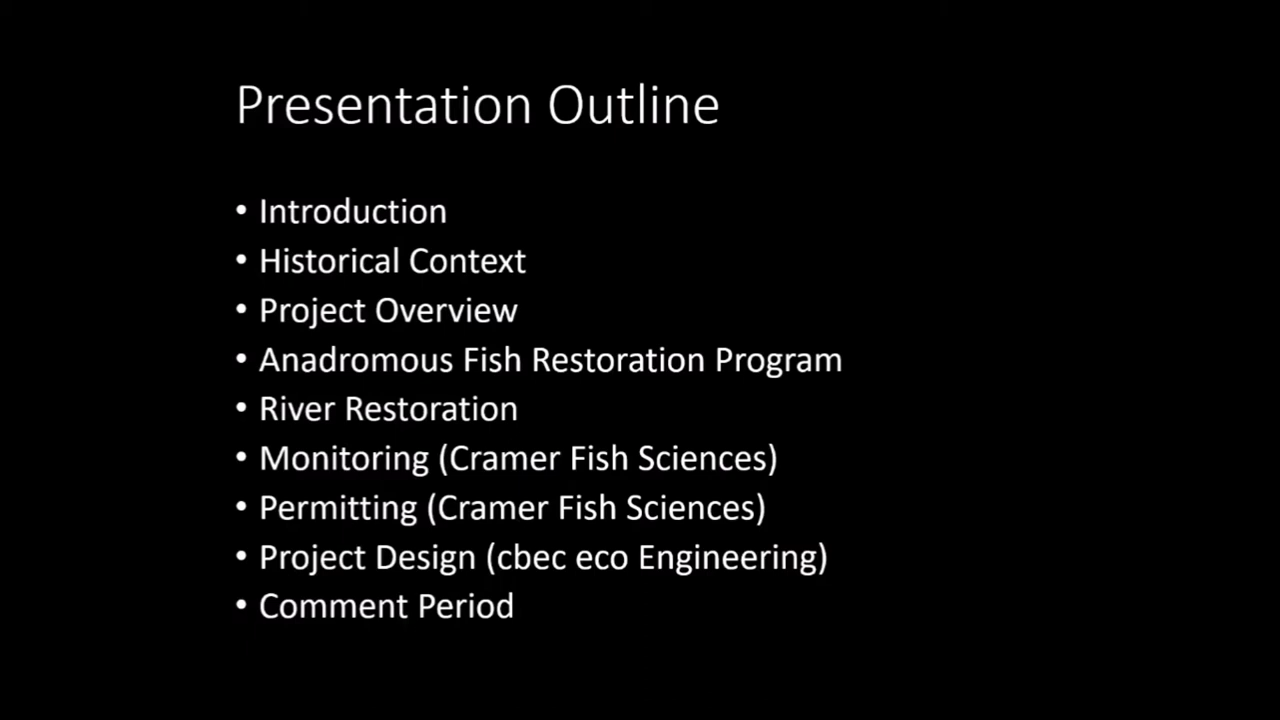 Presentation Outline
• Introduction
• Historical Context
• Project Overview
• Anadromous Fish Restoration Program
• River Restoration
• Monitoring (Cramer Fish Sciences)
• Permitting (Cramer Fish Sciences)
• Project Design (cbec eco Engineering)
• Comment Period